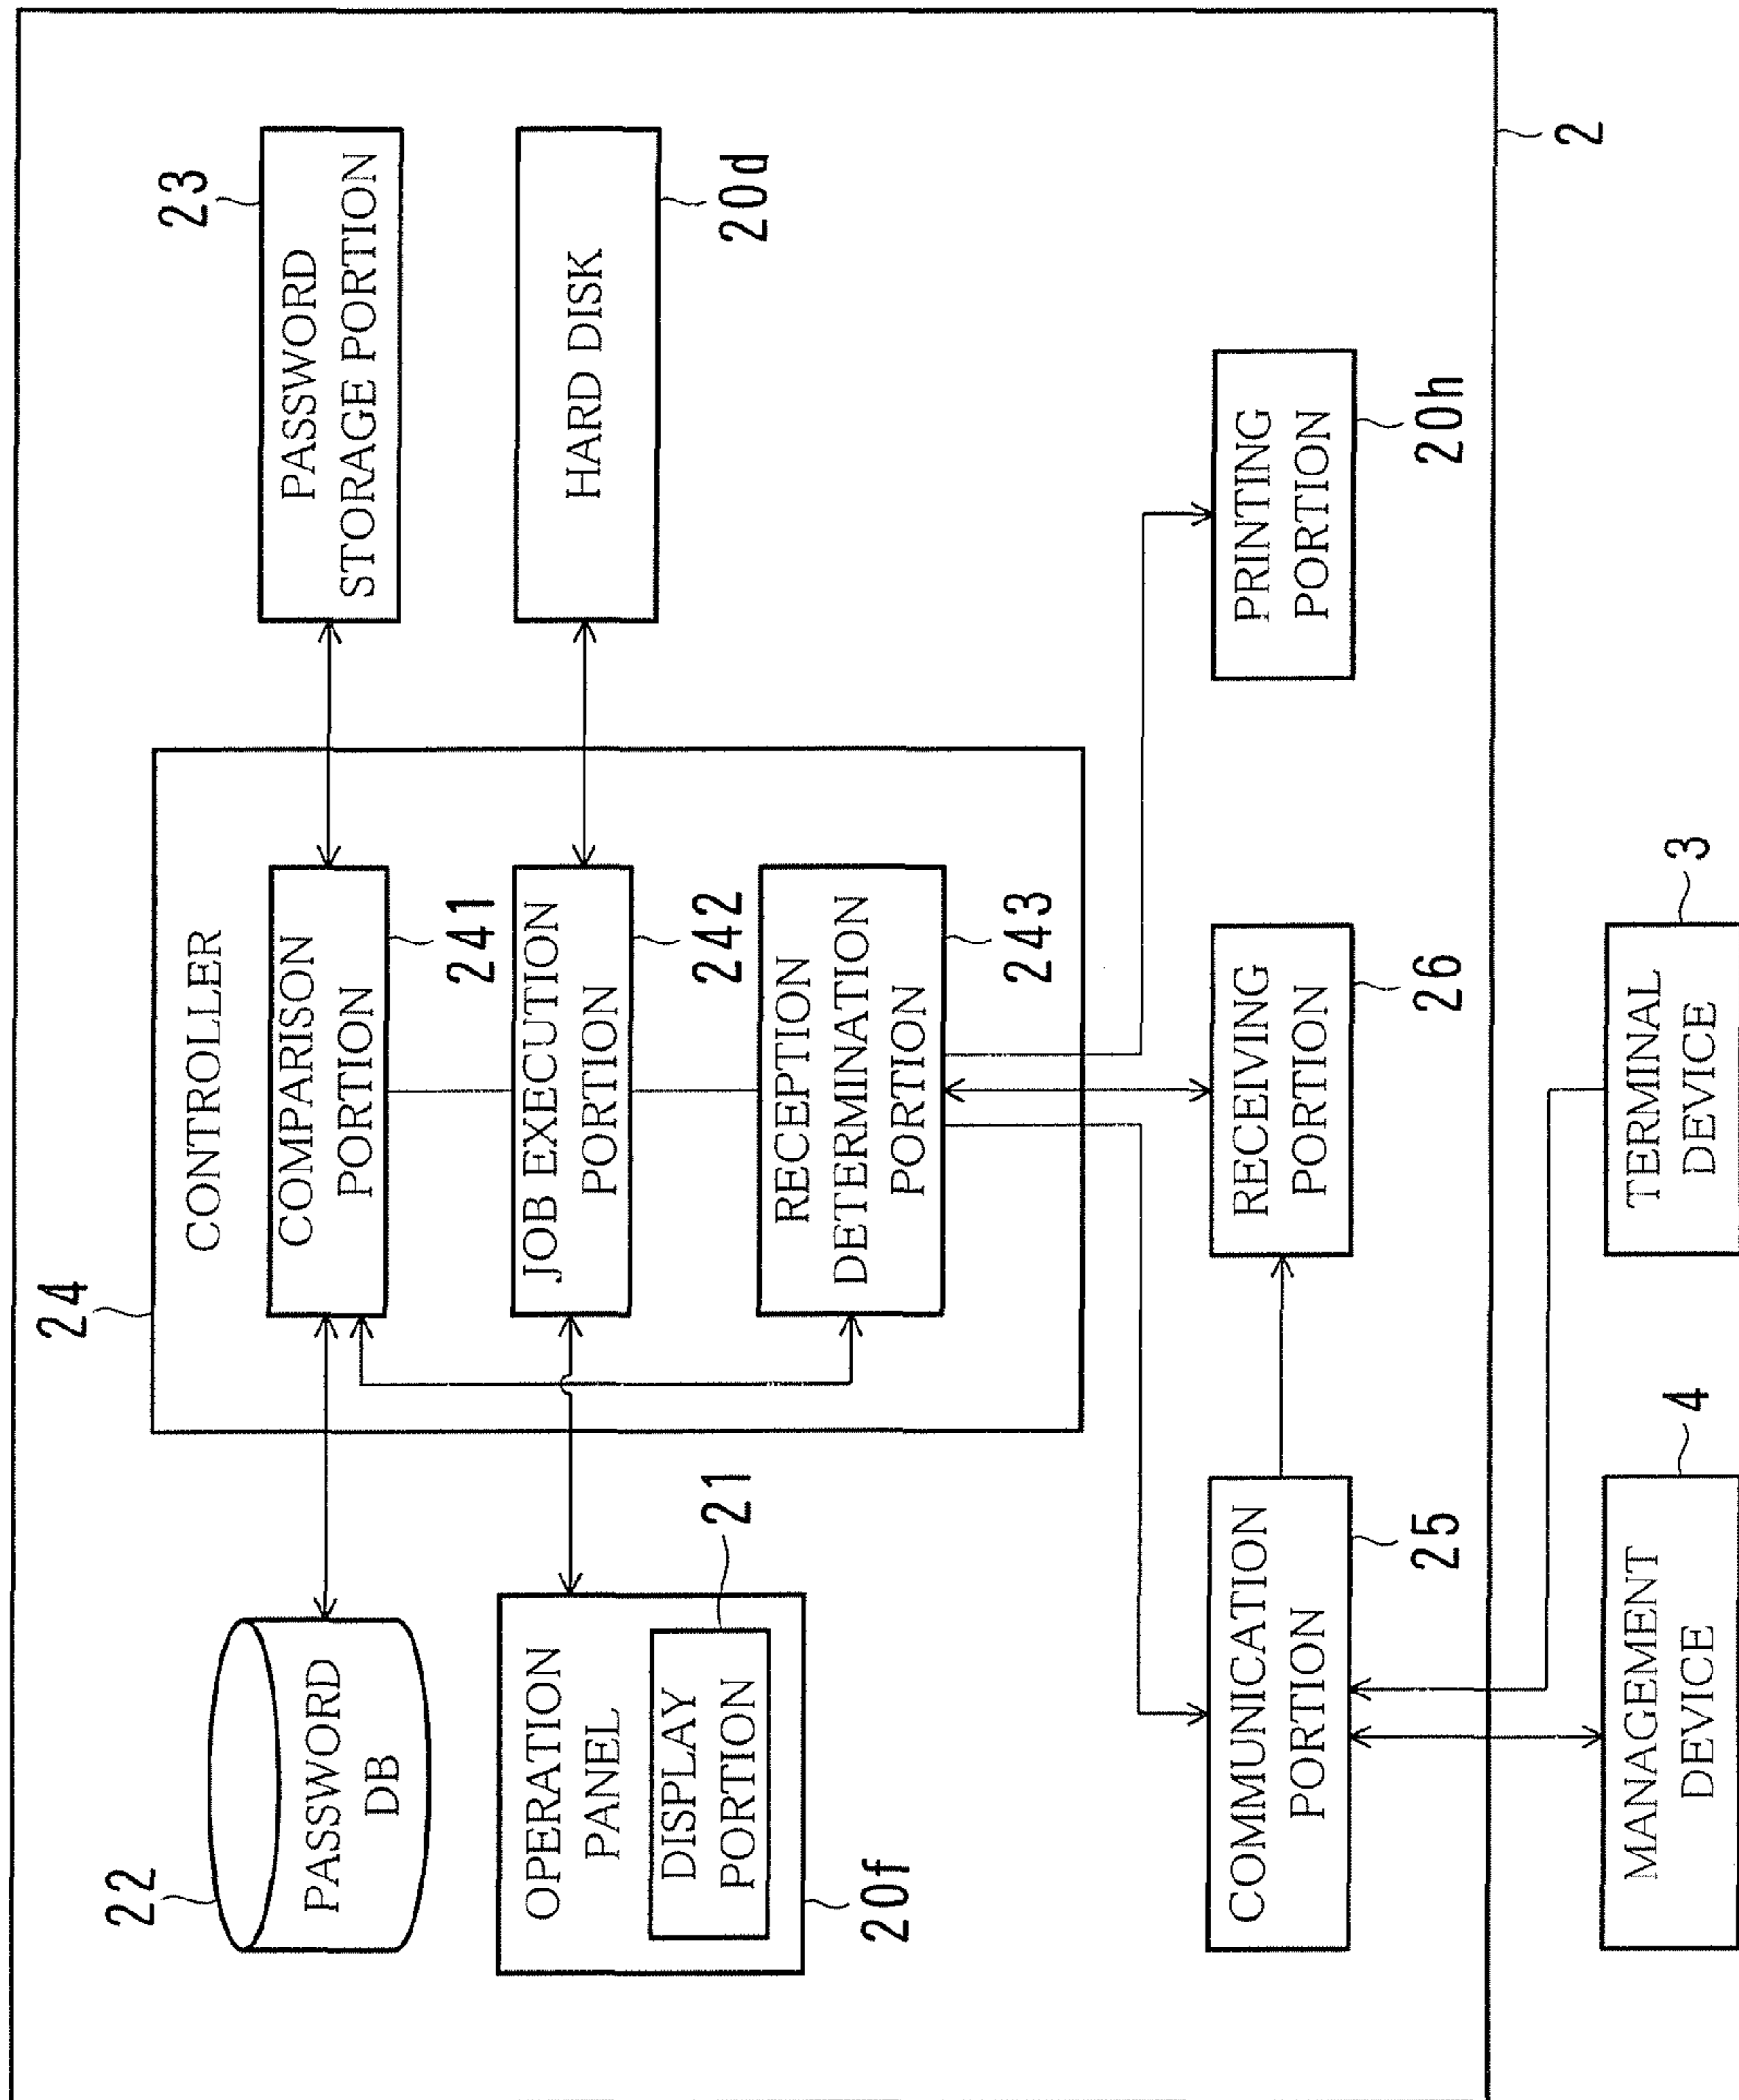 2
24
CONTROLLER
22
PASSWORD
DB
COMPARISON
PORTION
241
23
PASSWORD
STORAGE PORTION
OPERATION
PANEL
21
DISPLAY
PORTION
20f
JOB EXECUTION
PORTION
242
HARD DISK
20d
RECEPTION
DETERMINATION
PORTION
243
COMMUNICATION
PORTION
25
RECEIVING
PORTION
26
PRINTING
PORTION
20h
4
MANAGEMENT
DEVICE
3
TERMINAL
DEVICE